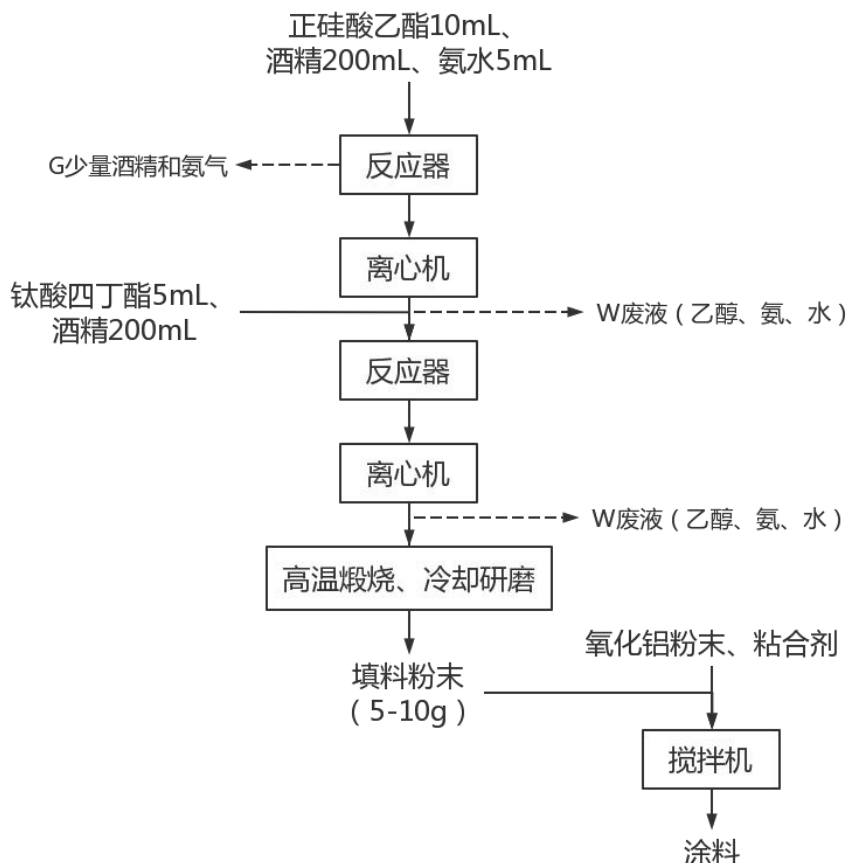 正硅酸乙酯10mL、
酒精200mL、氨水5mL
G少量酒精和氨气
反应器
离心机
钛酸四丁酯5mL、
酒精200mL
W废液（乙醇、氨、水）
反应器
离心机
W废液（乙醇、氨、水）
高温煅烧、冷却研磨
氧化铝粉末、粘合剂
填料粉末
（5-10g）
搅拌机
涂料